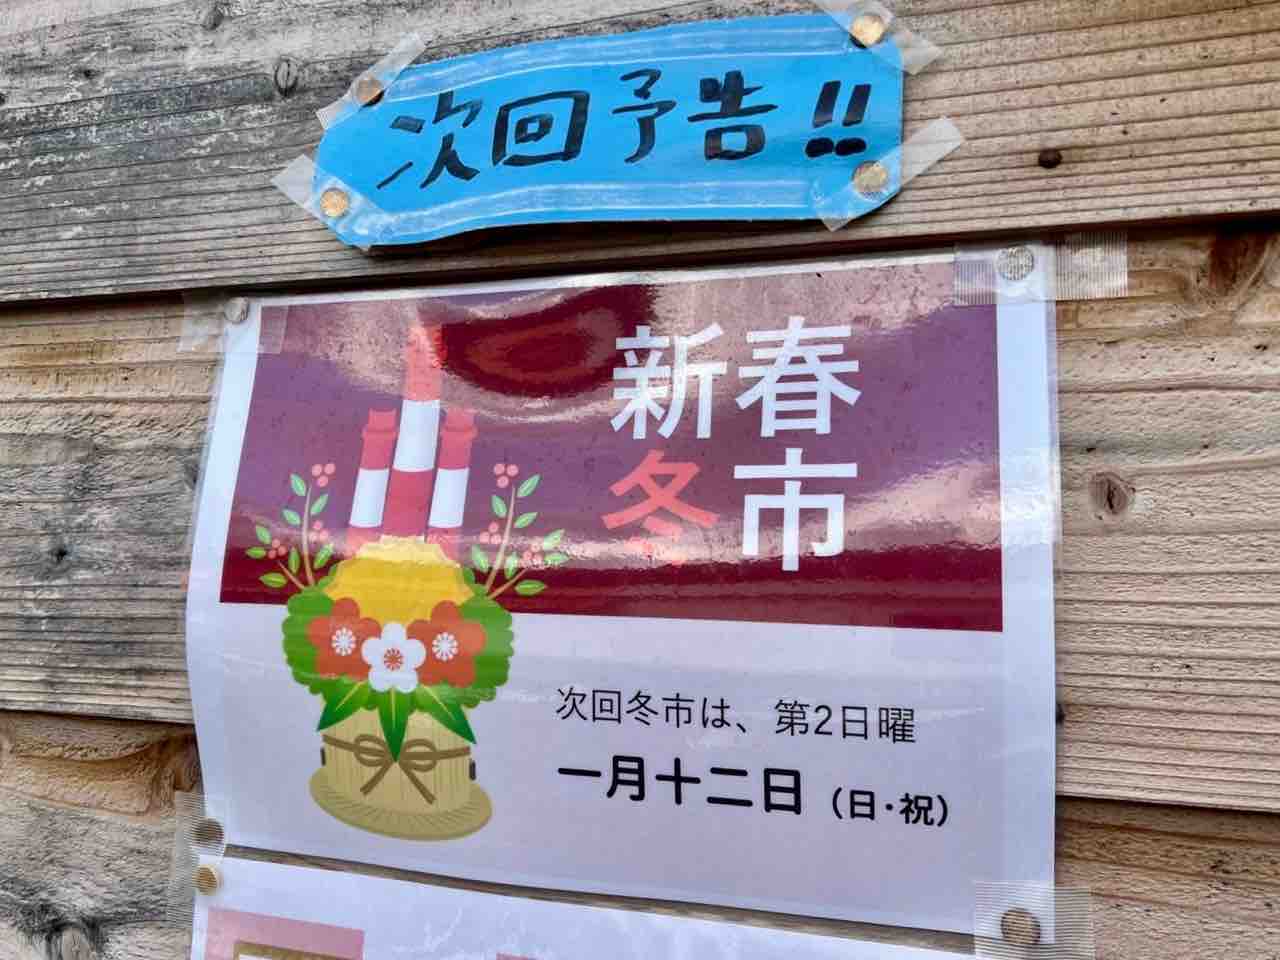 次回予告!!
新春
冬市
次回冬市は、第2日曜
一月十二日（日・祝）